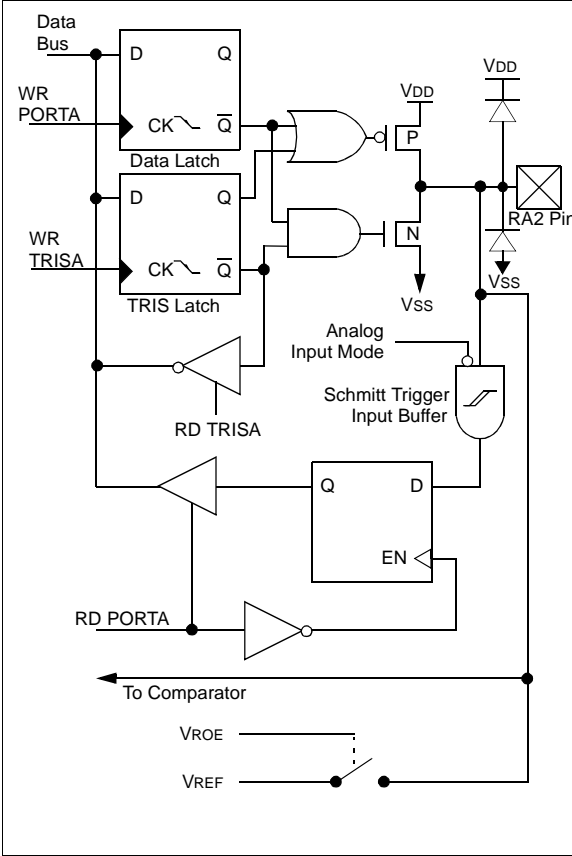 Data
Bus
D
Q
VDD
VDD
WR
PORTA
CK
Q
P
Data Latch
D
Q
RA2 Pin
WR
TRISA
N
CK
Q
VSS
VSS
TRIS Latch
Analog
Input Mode
Schmitt Trigger
Input Buffer
RD TRISA
Q
D
EN
RD PORTA
To Comparator
VROE
VREF